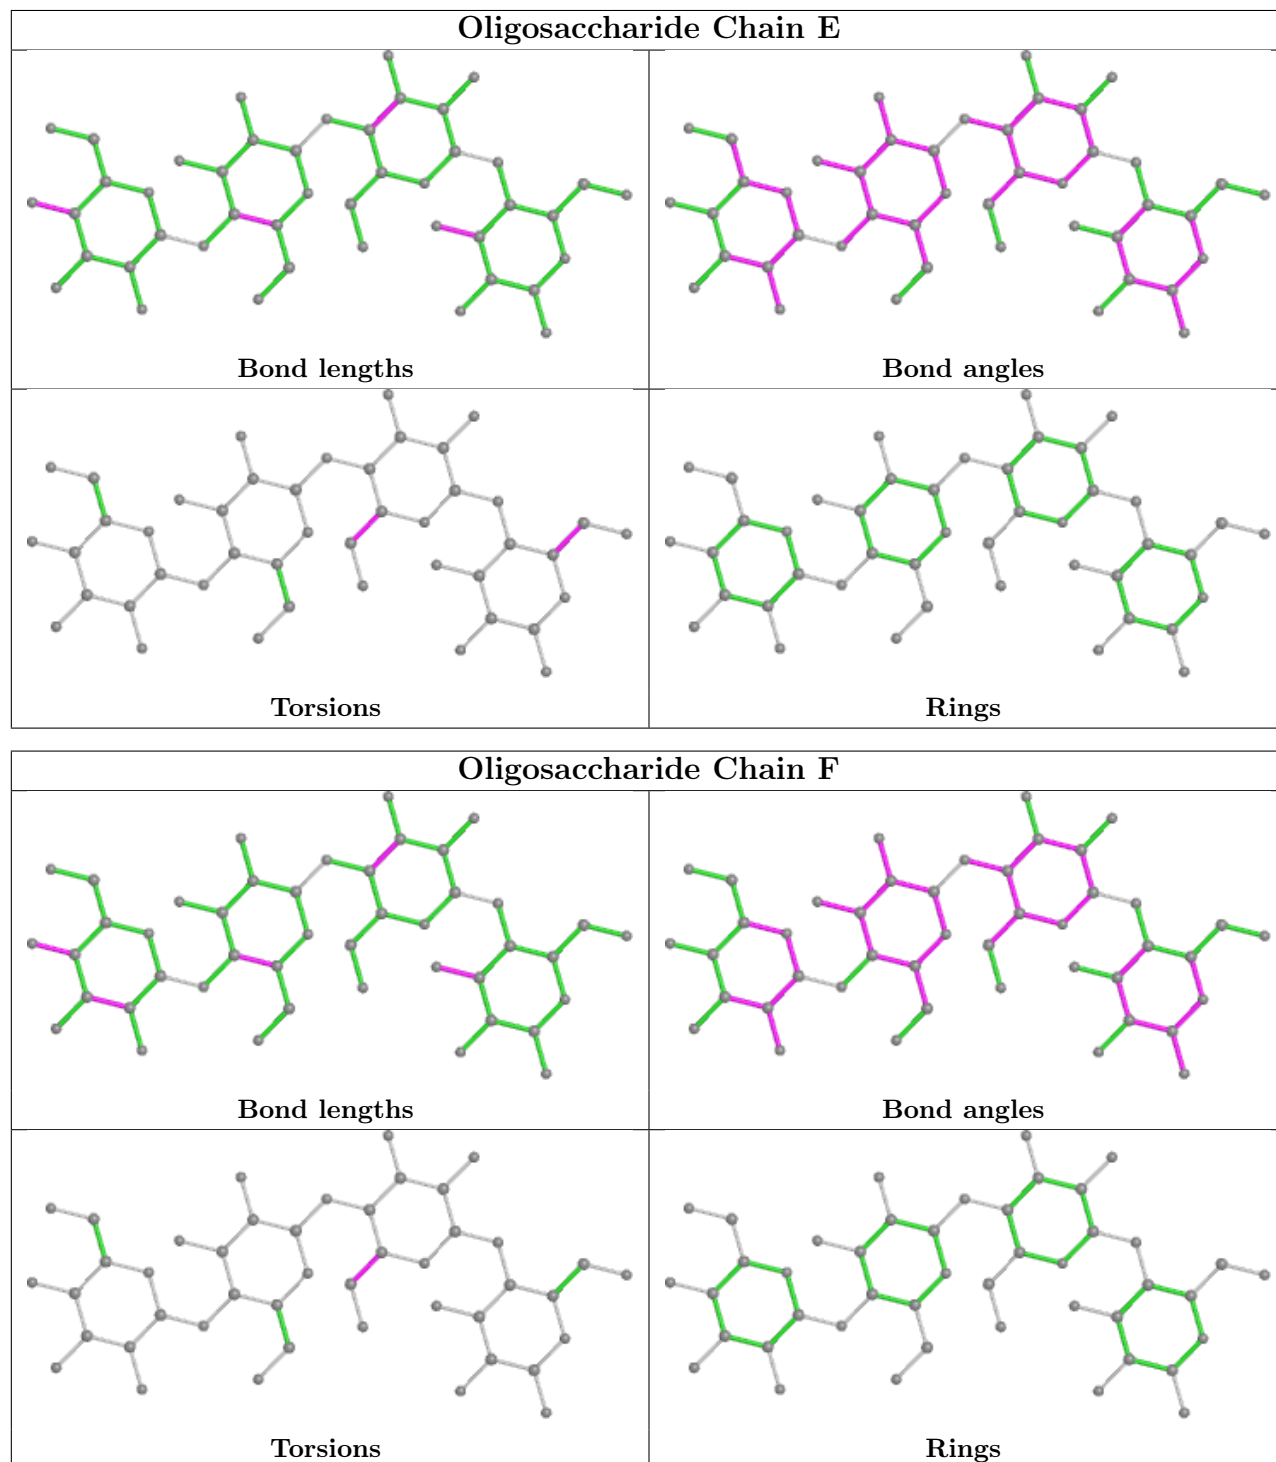 Oligosaccharide Chain E
Bond lengths
Bond angles
Torsions
Rings
Oligosaccharide Chain F
Bond lengths
Bond angles
Torsions
Rings